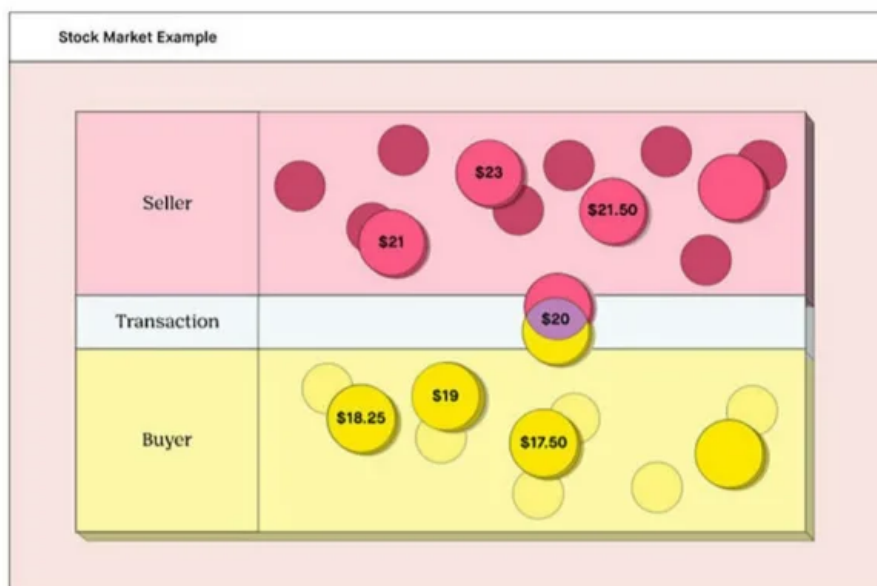 Stock Market Example
Seller
$23
$21.50
$21
Transaction
$20
Buyer
$19
$18.25
$17.50